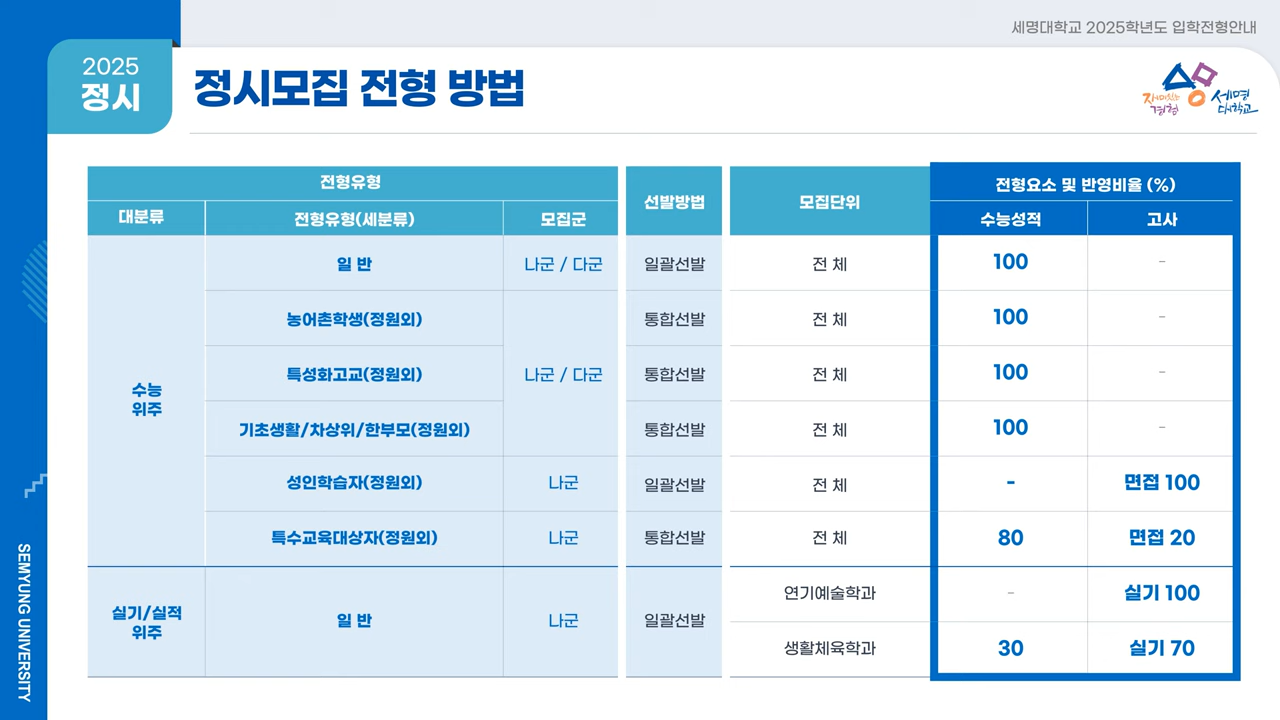 세명대학교 2025학년도 입학전형안내
2025
정시
정시모집 전형 방법
재미있는
경험
세명
대학교
전형유형
선발방법
모집단위
전형요소 및 반영비율 (%)
대분류
전형유형(세분류)
모집군
수능성적
고사
수능
위주
일 반
나군 / 다군
일괄선발
전 체
100
-
농어촌학생(정원외)
통합선발
전 체
100
-
특성화고교(정원외)
나군 / 다군
통합선발
전 체
100
-
기초생활/차상위/한부모(정원외)
통합선발
전 체
100
-
성인학습자(정원외)
나군
일괄선발
전 체
-
면접 100
특수교육대상자(정원외)
나군
통합선발
전 체
80
면접 20
실기/실적
위주
일 반
나군
일괄선발
연기예술학과
-
실기 100
생활체육학과
30
실기 70
SEMYUNG UNIVERSITY